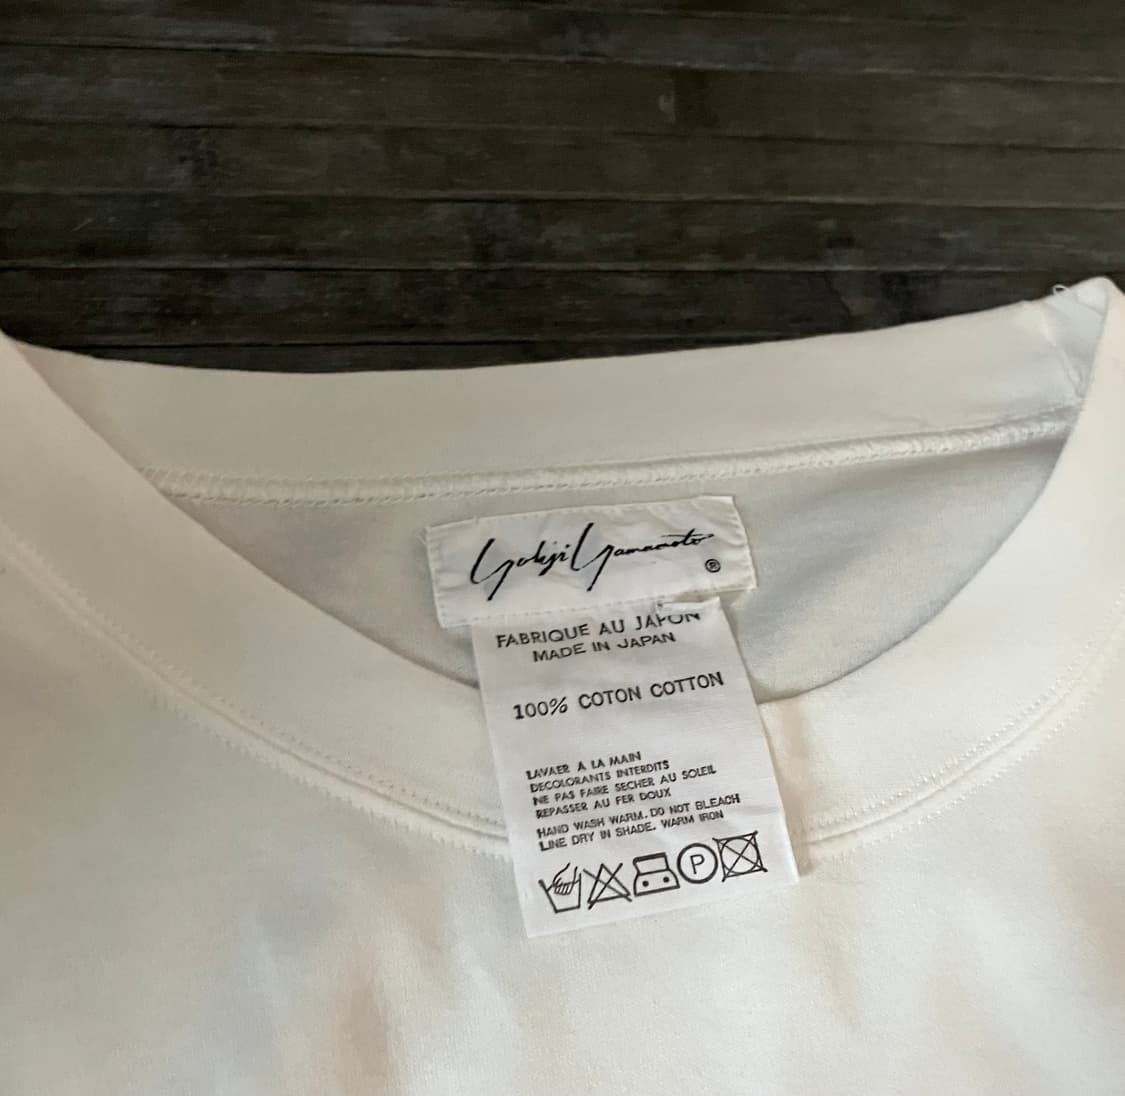 Yohji Yamamoto ®
FABRIQUE AU JAPON
MADE IN JAPAN
100% COTON COTTON
LAVAER A LA MAIN
DECOLORANTS INTERDITS
NE PAS FAIRE SECHER AU SOLEIL
REPASSER AU FER DOUX
HAND WASH WARM. DO NOT BLEACH
LINE DRY IN SHADE. WARM IRON
P